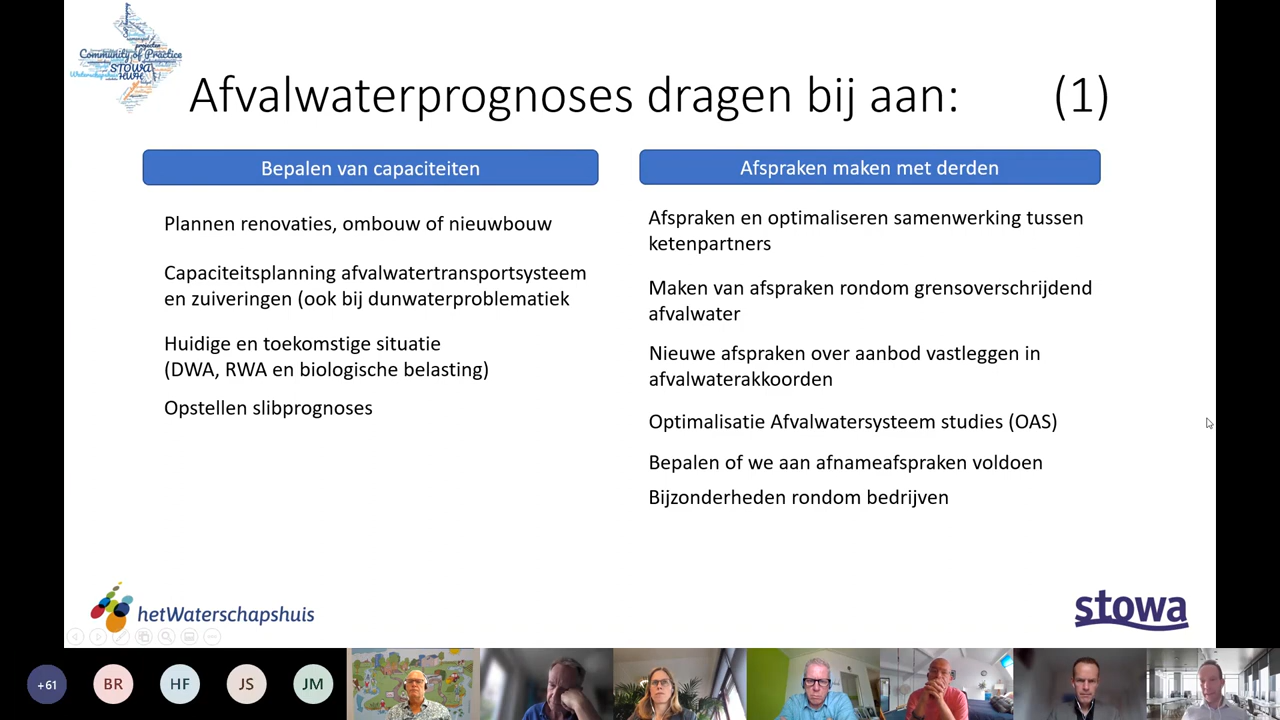 projecten
Community of Practice
STOWA
HWH
Afvalwaterprognoses dragen bij aan: (1)
Bepalen van capaciteiten
Plannen renovaties, ombouw of nieuwbouw
Capaciteitsplanning afvalwatertransportsysteem
en zuiveringen (ook bij dunwaterproblematiek
Huidige en toekomstige situatie
(DWA, RWA en biologische belasting)
Opstellen slibprognoses
Afspraken maken met derden
Afspraken en optimaliseren samenwerking tussen
ketenpartners
Maken van afspraken rondom grensoverschrijdend
afvalwater
Nieuwe afspraken over aanbod vastleggen in
afvalwaterakkoorden
Optimalisatie Afvalwatersysteem studies (OAS)
Bepalen of we aan afnameafspraken voldoen
Bijzonderheden rondom bedrijven
hetWaterschapshuis
stowa
+61
BR
HF
JS
JM